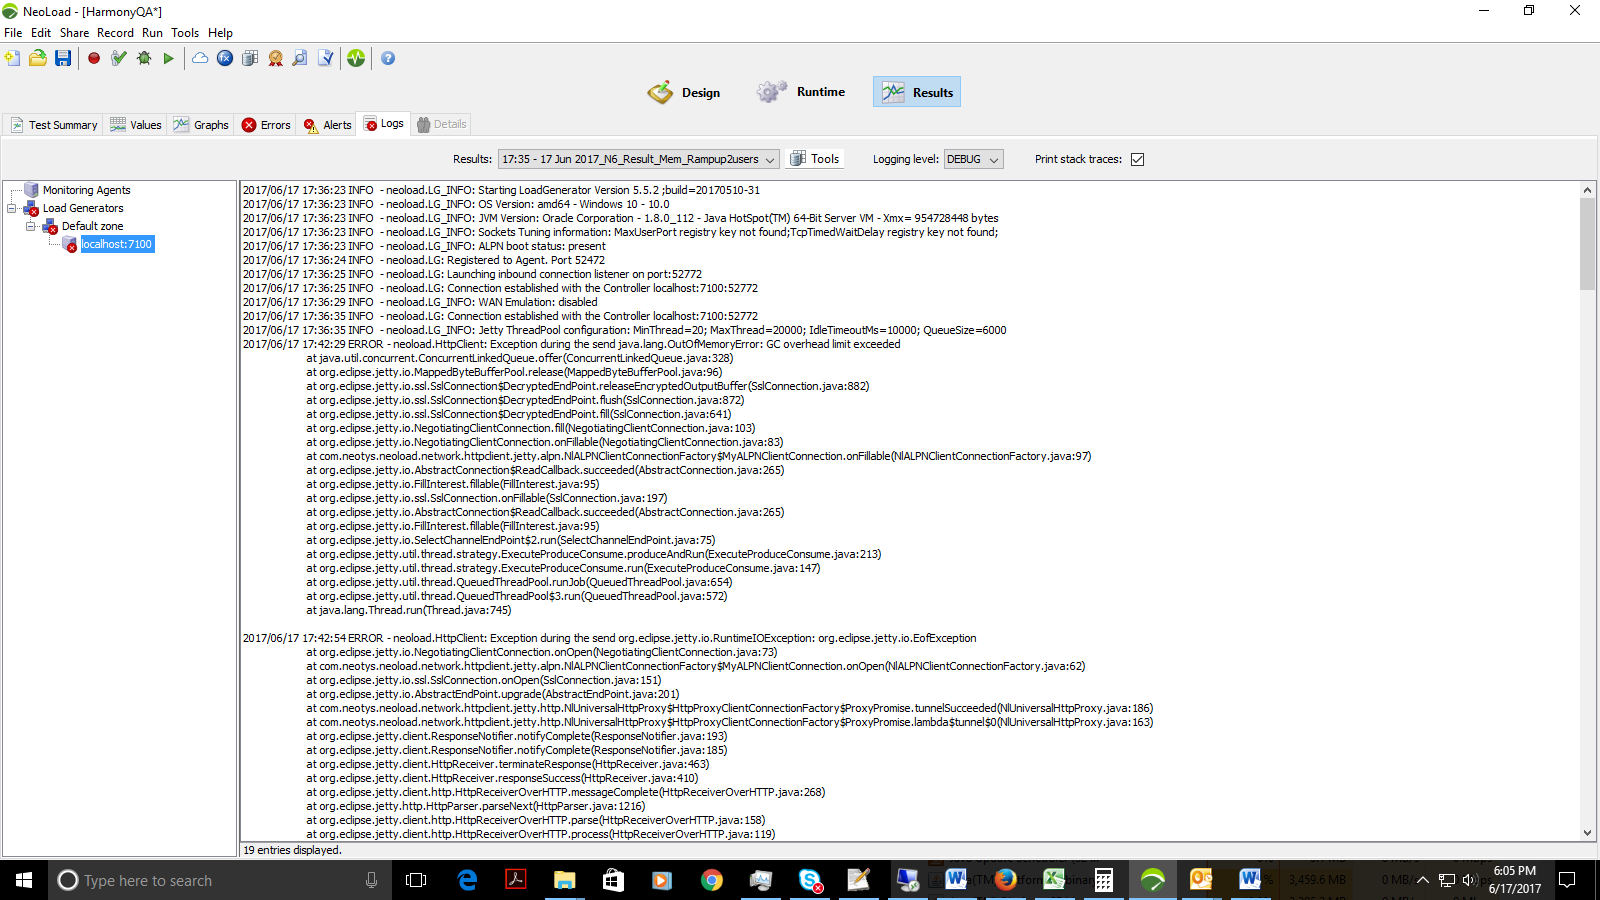 NeoLoad - [HarmonyQA*]
File Edit Share Record Run Tools Help
Design Runtime Results
Test Summary Values Graphs Errors Alerts Logs Details
Results: 17:35 - 17 Jun 2017_N6_Result_Mem_Rampup2users Tools Logging level: DEBUG Print stack traces:
Monitoring Agents
Load Generators
Default zone
localhost:7100
2017/06/17 17:36:23 INFO - neoload.LG_INFO: Starting LoadGenerator Version 5.5.2 ;build=20170510-31
2017/06/17 17:36:23 INFO - neoload.LG_INFO: OS Version: amd64 - Windows 10 - 10.0
2017/06/17 17:36:23 INFO - neoload.LG_INFO: JVM Version: Oracle Corporation - 1.8.0_112 - Java HotSpot(TM) 64-Bit Server VM - Xmx= 954728448 bytes
2017/06/17 17:36:23 INFO - neoload.LG_INFO: Sockets Tuning information: MaxUserPort registry key not found;TcpTimedWaitDelay registry key not found;
2017/06/17 17:36:23 INFO - neoload.LG_INFO: ALPN boot status: present
2017/06/17 17:36:24 INFO - neoload.LG: Registered to Agent. Port 52472
2017/06/17 17:36:25 INFO - neoload.LG: Launching inbound connection listener on port:52772
2017/06/17 17:36:25 INFO - neoload.LG: Connection established with the Controller localhost:7100:52772
2017/06/17 17:36:29 INFO - neoload.LG_INFO: WAN Emulation: disabled
2017/06/17 17:36:35 INFO - neoload.LG: Connection established with the Controller localhost:7100:52772
2017/06/17 17:36:35 INFO - neoload.LG_INFO: Jetty ThreadPool configuration: MinThread=20; MaxThread=20000; IdleTimeoutMs=10000; QueueSize=6000
2017/06/17 17:42:29 ERROR - neoload.HttpClient: Exception during the send java.lang.OutOfMemoryError: GC overhead limit exceeded
at java.util.concurrent.ConcurrentLinkedQueue.offer(ConcurrentLinkedQueue.java:328)
at org.eclipse.jetty.io.MappedByteBufferPool.release(MappedByteBufferPool.java:96)
at org.eclipse.jetty.io.ssl.SslConnection$DecryptedEndPoint.releaseEncryptedOutputBuffer(SslConnection.java:882)
at org.eclipse.jetty.io.ssl.SslConnection$DecryptedEndPoint.flush(SslConnection.java:872)
at org.eclipse.jetty.io.ssl.SslConnection$DecryptedEndPoint.fill(SslConnection.java:641)
at org.eclipse.jetty.io.NegotiatingClientConnection.fill(NegotiatingClientConnection.java:103)
at org.eclipse.jetty.io.NegotiatingClientConnection.onFillable(NegotiatingClientConnection.java:83)
at com.neotys.neoload.network.httpclient.jetty.alpn.NlALPNClientConnectionFactory$MyALPNClientConnection.onFillable(NlALPNClientConnectionFactory.java:97)
at org.eclipse.jetty.io.AbstractConnection$ReadCallback.succeeded(AbstractConnection.java:265)
at org.eclipse.jetty.io.FillInterest.fillable(FillInterest.java:95)
at org.eclipse.jetty.io.ssl.SslConnection.onFillable(SslConnection.java:197)
at org.eclipse.jetty.io.AbstractConnection$ReadCallback.succeeded(AbstractConnection.java:265)
at org.eclipse.jetty.io.FillInterest.fillable(FillInterest.java:95)
at org.eclipse.jetty.io.SelectChannelEndPoint$2.run(SelectChannelEndPoint.java:75)
at org.eclipse.jetty.util.thread.strategy.ExecuteProduceConsume.produceAndRun(ExecuteProduceConsume.java:213)
at org.eclipse.jetty.util.thread.strategy.ExecuteProduceConsume.run(ExecuteProduceConsume.java:147)
at org.eclipse.jetty.util.thread.QueuedThreadPool.runJob(QueuedThreadPool.java:654)
at org.eclipse.jetty.util.thread.QueuedThreadPool$3.run(QueuedThreadPool.java:572)
at java.lang.Thread.run(Thread.java:745)
2017/06/17 17:42:54 ERROR - neoload.HttpClient: Exception during the send org.eclipse.jetty.io.RuntimeIOException: org.eclipse.jetty.io.EofException
at org.eclipse.jetty.io.NegotiatingClientConnection.onOpen(NegotiatingClientConnection.java:73)
at com.neotys.neoload.network.httpclient.jetty.alpn.NlALPNClientConnectionFactory$MyALPNClientConnection.onOpen(NlALPNClientConnectionFactory.java:62)
at org.eclipse.jetty.io.ssl.SslConnection.onOpen(SslConnection.java:151)
at org.eclipse.jetty.io.AbstractEndPoint.upgrade(AbstractEndPoint.java:201)
at com.neotys.neoload.network.httpclient.jetty.http.NlUniversalHttpProxy$HttpProxyClientConnectionFactory$ProxyPromise.tunnelSucceeded(NlUniversalHttpProxy.java:186)
at com.neotys.neoload.network.httpclient.jetty.http.NlUniversalHttpProxy$HttpProxyClientConnectionFactory$ProxyPromise.lambda$tunnel$0(NlUniversalHttpProxy.java:163)
at org.eclipse.jetty.client.ResponseNotifier.notifyComplete(ResponseNotifier.java:193)
at org.eclipse.jetty.client.ResponseNotifier.notifyComplete(ResponseNotifier.java:185)
at org.eclipse.jetty.client.HttpReceiver.terminateResponse(HttpReceiver.java:463)
at org.eclipse.jetty.client.HttpReceiver.responseSuccess(HttpReceiver.java:410)
at org.eclipse.jetty.client.http.HttpReceiverOverHTTP.messageComplete(HttpReceiverOverHTTP.java:268)
at org.eclipse.jetty.http.HttpParser.parseNext(HttpParser.java:1216)
at org.eclipse.jetty.client.http.HttpReceiverOverHTTP.parse(HttpReceiverOverHTTP.java:158)
at org.eclipse.jetty.client.http.HttpReceiverOverHTTP.process(HttpReceiverOverHTTP.java:119)
19 entries displayed.
Type here to search
3,459.6 MB 0 MB/s
6:05 PM
6/17/2017